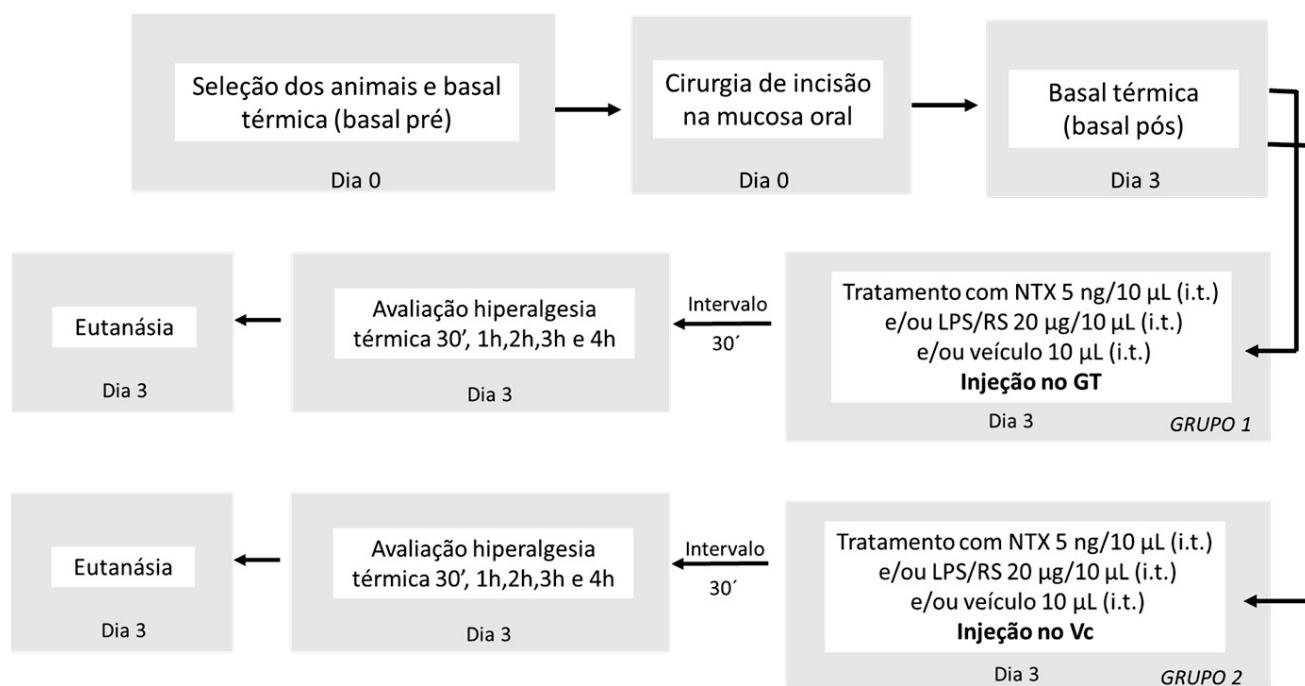 Seleção dos animais e basal
térmica (basal pré)
Dia 0
Cirurgia de incisão
na mucosa oral
Dia 0
Basal térmica
(basal pós)
Dia 3
Tratamento com NTX 5 ng/10 µL (i.t.)
e/ou LPS/RS 20 µg/10 µL (i.t.)
e/ou veículo 10 µL (i.t.)
Injeção no GT
Dia 3
GRUPO 1
Intervalo
30´
Avaliação hiperalgesia
térmica 30’, 1h,2h,3h e 4h
Dia 3
Eutanásia
Dia 3
Tratamento com NTX 5 ng/10 µL (i.t.)
e/ou LPS/RS 20 µg/10 µL (i.t.)
e/ou veículo 10 µL (i.t.)
Injeção no Vc
Dia 3
GRUPO 2
Intervalo
30´
Avaliação hiperalgesia
térmica 30’, 1h,2h,3h e 4h
Dia 3
Eutanásia
Dia 3